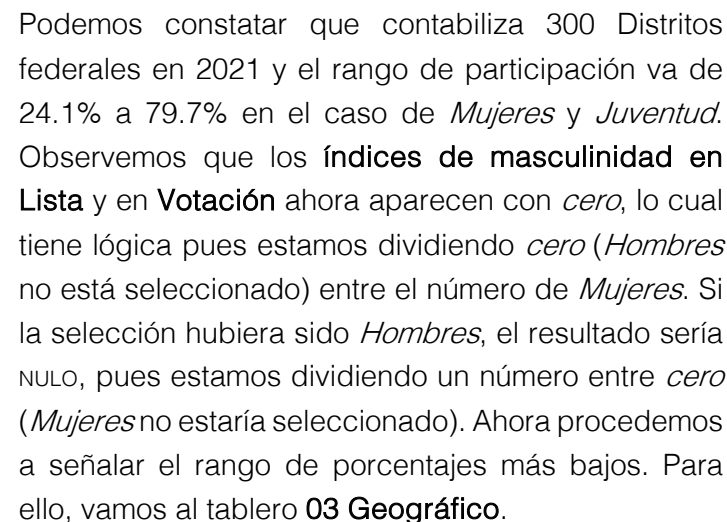 Podemos constatar que contabiliza 300 Distritos
federales en 2021 y el rango de participación va de
24.1% a 79.7% en el caso de Mujeres y Juventud.
Observemos que los índices de masculinidad en
Lista y en Votación ahora aparecen con cero, lo cual
tiene lógica pues estamos dividiendo cero (Hombres
no está seleccionado) entre el número de Mujeres. Si
la selección hubiera sido Hombres, el resultado sería
NULO, pues estamos dividiendo un número entre cero
(Mujeres no estaría seleccionado). Ahora procedemos
a señalar el rango de porcentajes más bajos. Para
ello, vamos al tablero 03 Geográfico.